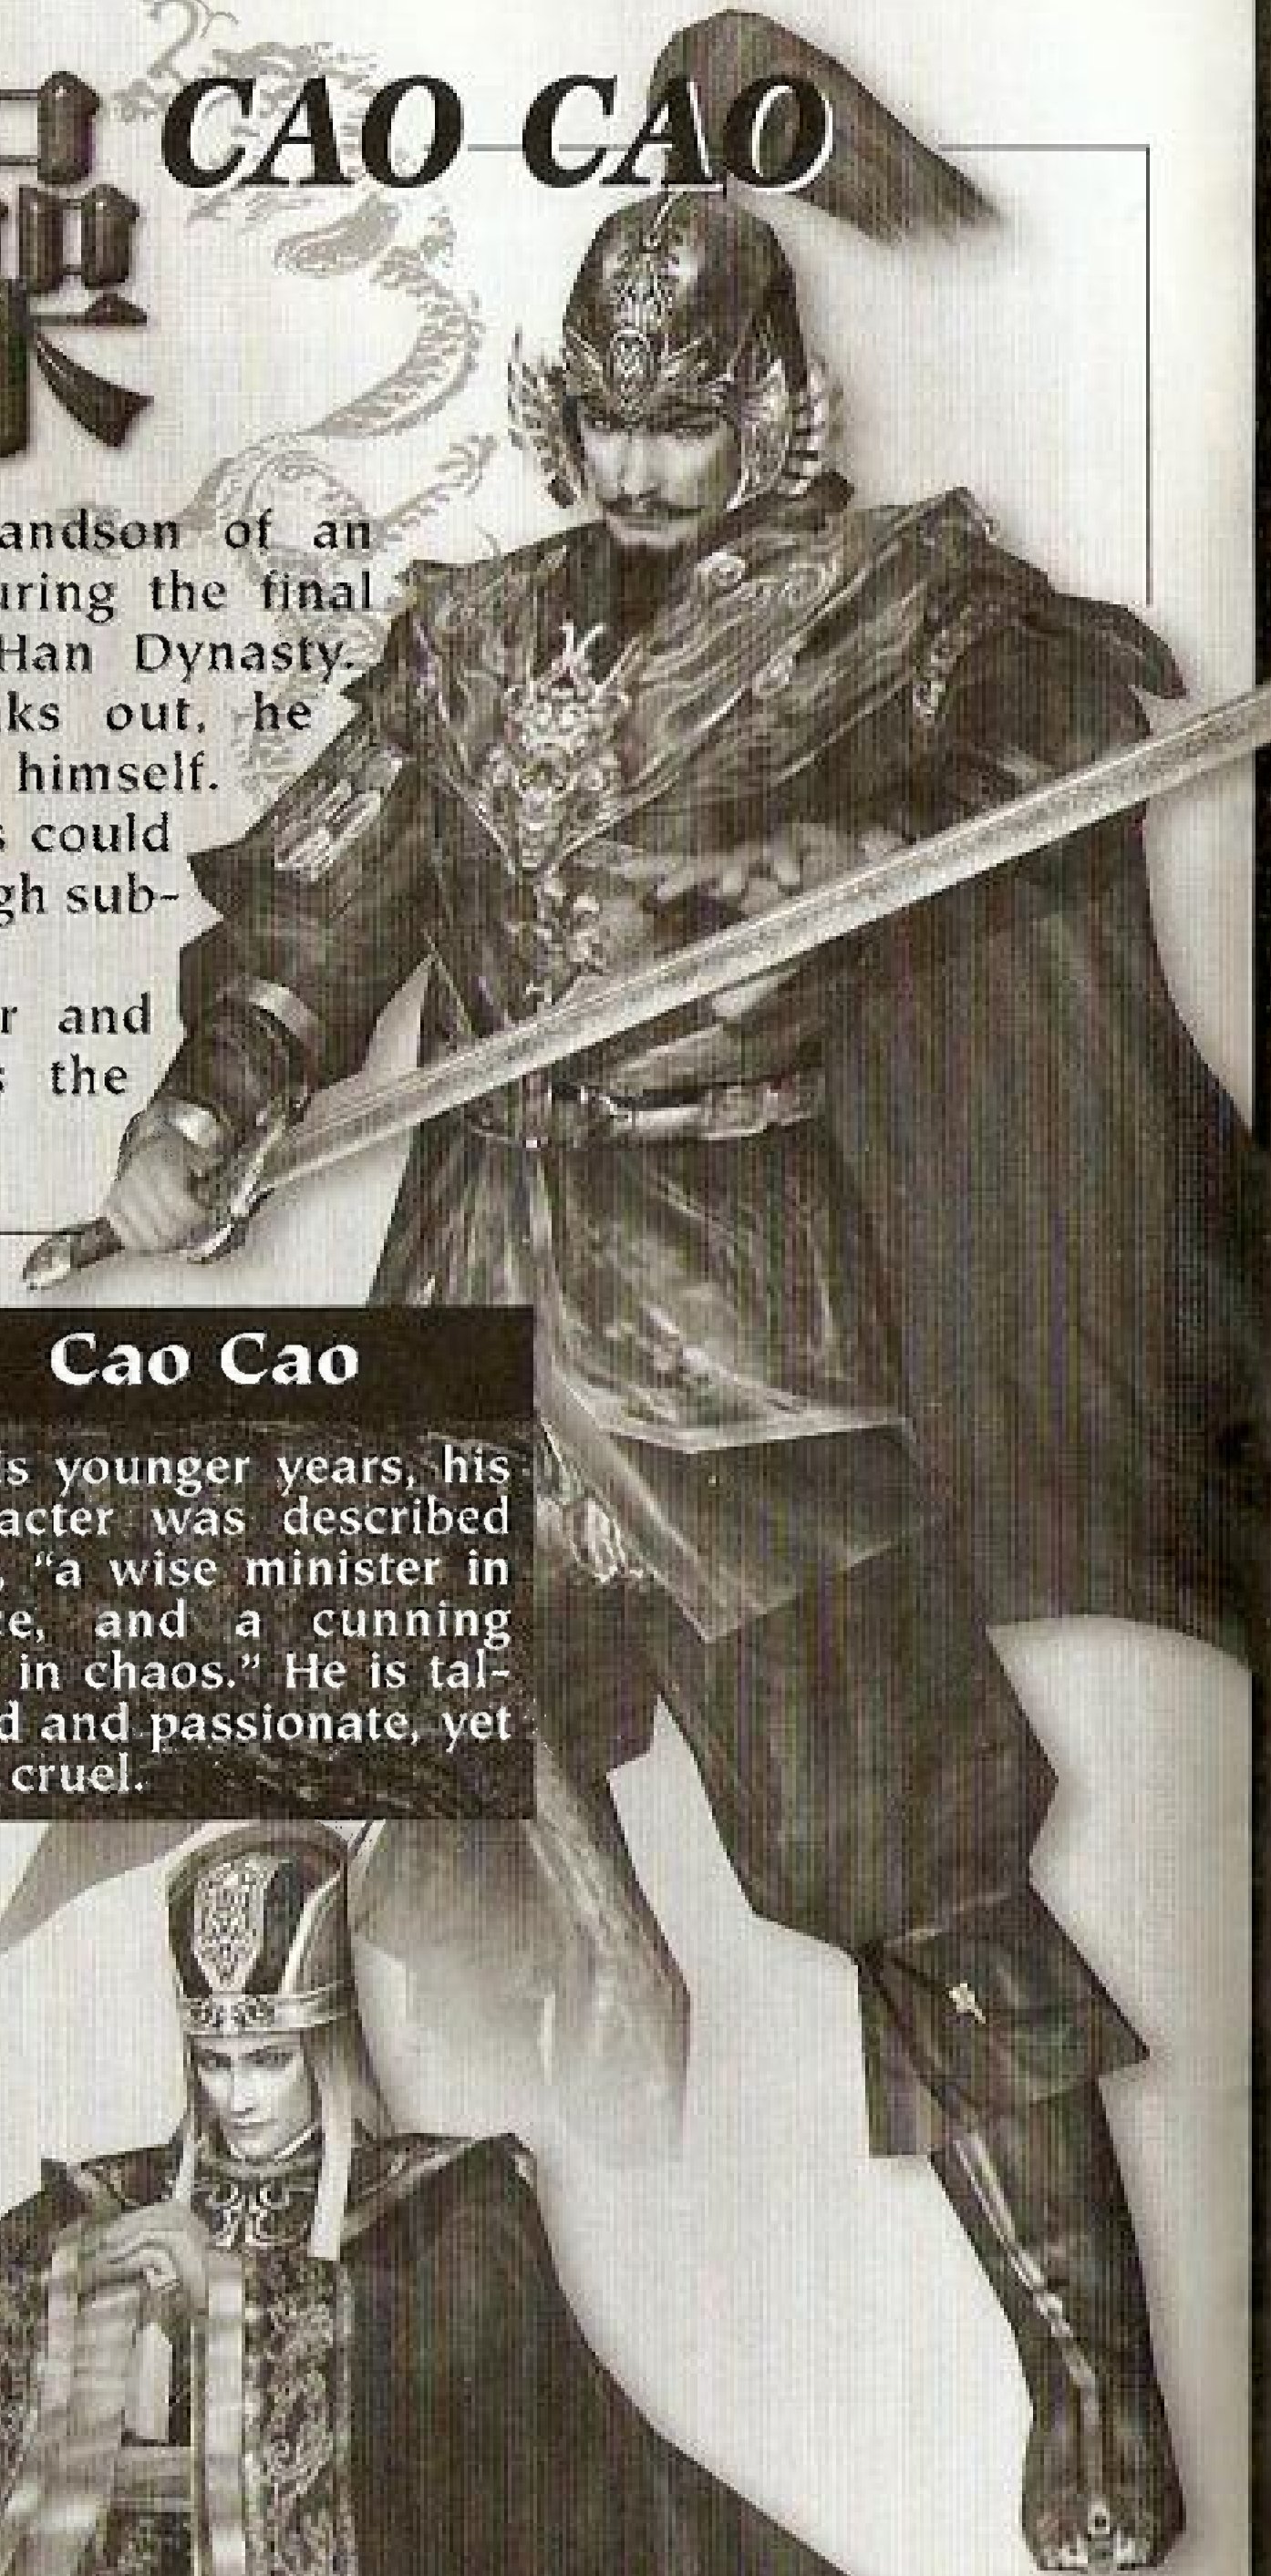 CAO CAO
andson of an
uring the final
Han Dynasty.
ks out, he
himself.
s could
gh sub-
r and
s the
Cao Cao
is younger years, his
acter was described
, “a wise minister in
ce, and a cunning
in chaos.” He is tal-
d and passionate, yet
cruel.